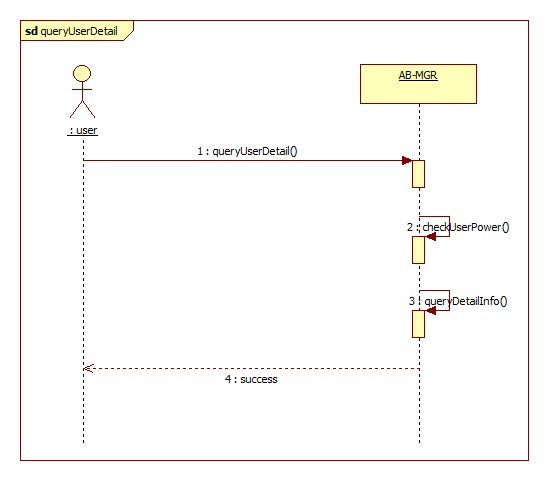 sd queryUserDetail
AB-MGR
: user
1 : queryUserDetail()
2 : checkUserPower()
3 : queryDetailInfo()
4 : success